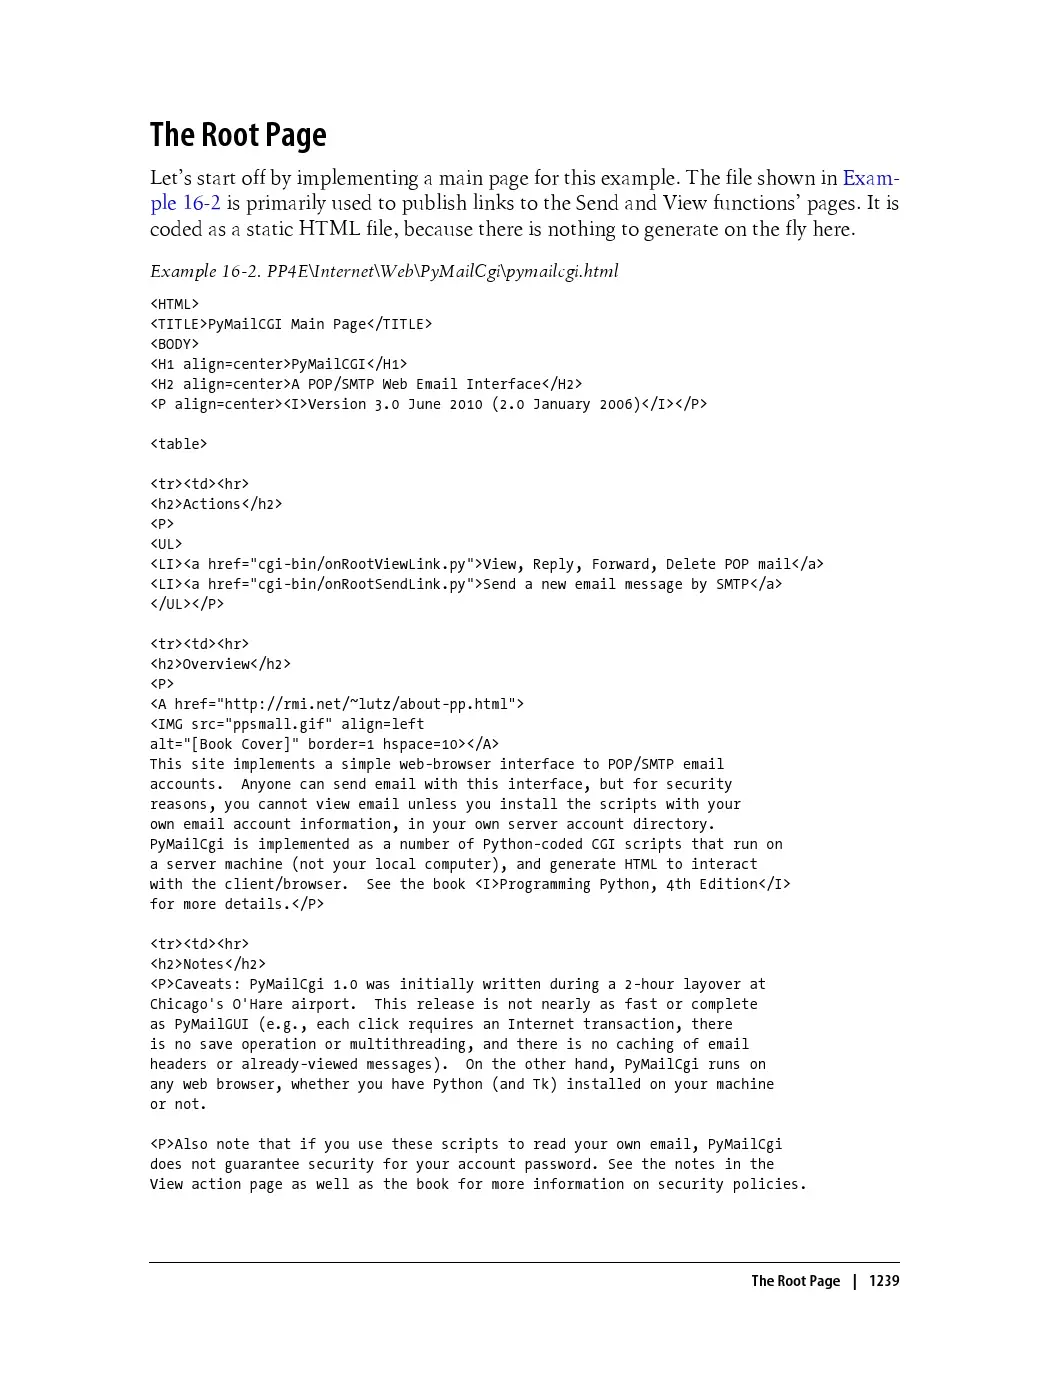 The Root Page
Let’s start off by implementing a main page for this example. The file shown in Exam-
ple 16-2 is primarily used to publish links to the Send and View functions’ pages. It is
coded as a static HTML file, because there is nothing to generate on the fly here.
Example 16-2. PP4E\Internet\Web\PyMailCgi\pymailcgi.html
<HTML>
<TITLE>PyMailCGI Main Page</TITLE>
<BODY>
<H1 align=center>PyMailCGI</H1>
<H2 align=center>A POP/SMTP Web Email Interface</H2>
<P align=center><I>Version 3.0 June 2010 (2.0 January 2006)</I></P>
<table>
<tr><td><hr>
<h2>Actions</h2>
<P>
<UL>
<LI><a href="cgi-bin/onRootViewLink.py">View, Reply, Forward, Delete POP mail</a>
<LI><a href="cgi-bin/onRootSendLink.py">Send a new email message by SMTP</a>
</UL></P>
<tr><td><hr>
<h2>Overview</h2>
<P>
<A href="http://rmi.net/~lutz/about-pp.html">
<IMG src="ppsmall.gif" align=left
alt="[Book Cover]" border=1 hspace=10></A>
This site implements a simple web-browser interface to POP/SMTP email
accounts.  Anyone can send email with this interface, but for security
reasons, you cannot view email unless you install the scripts with your
own email account information, in your own server account directory.
PyMailCgi is implemented as a number of Python-coded CGI scripts that run on
a server machine (not your local computer), and generate HTML to interact
with the client/browser.  See the book <I>Programming Python, 4th Edition</I>
for more details.</P>
<tr><td><hr>
<h2>Notes</h2>
<P>Caveats: PyMailCgi 1.0 was initially written during a 2-hour layover at
Chicago's O'Hare airport.  This release is not nearly as fast or complete
as PyMailGUI (e.g., each click requires an Internet transaction, there
is no save operation or multithreading, and there is no caching of email
headers or already-viewed messages).  On the other hand, PyMailCgi runs on
any web browser, whether you have Python (and Tk) installed on your machine
or not.
<P>Also note that if you use these scripts to read your own email, PyMailCgi
does not guarantee security for your account password. See the notes in the
View action page as well as the book for more information on security policies.
The Root Page | 1239